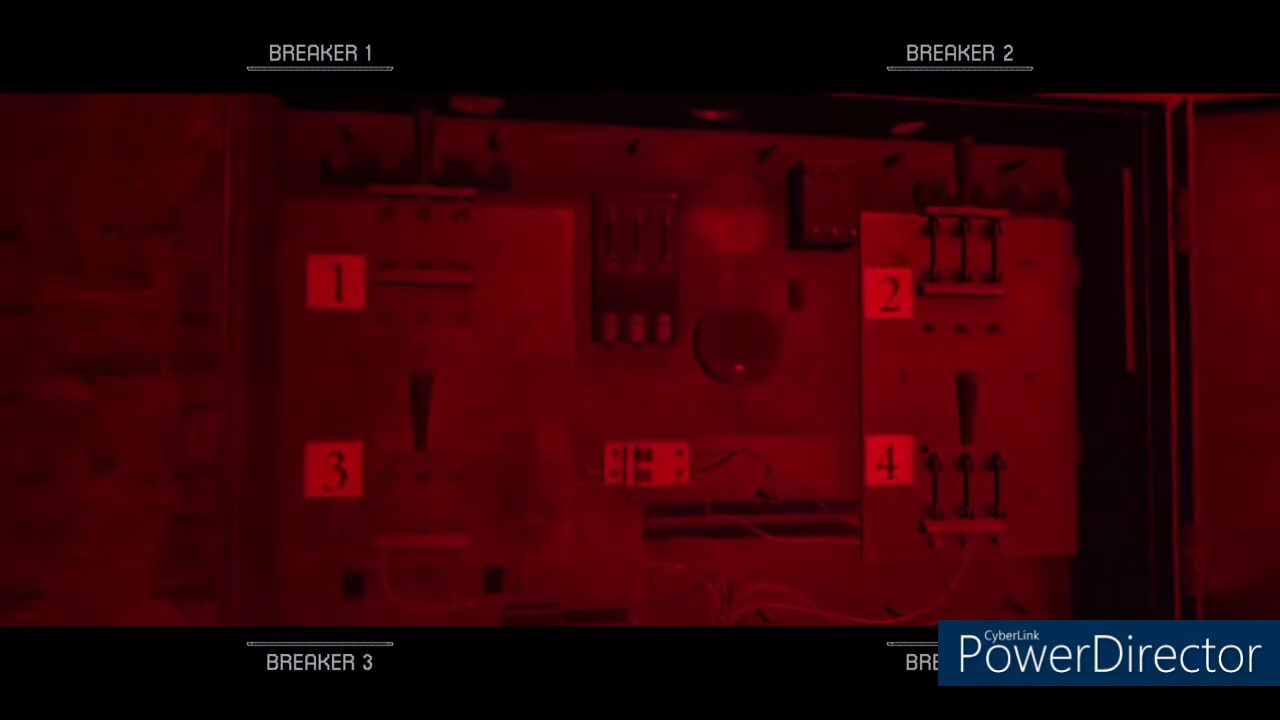 BREAKER 1
BREAKER 2
1
2
3
4
BREAKER 3
CyberLink
PowerDirector